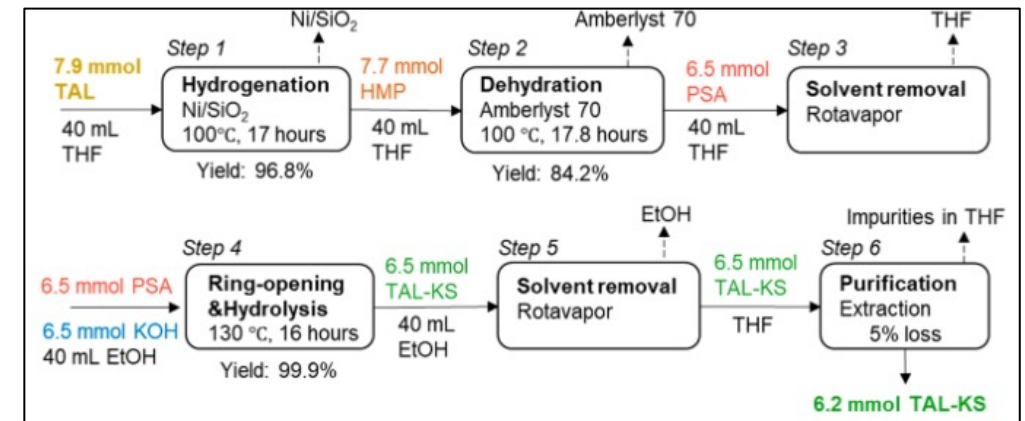 Ni/SiO₂
Amberlyst 70
THF
Step 1
Step 2
Step 3
7.9 mmol
TAL
40 mL
THF
Hydrogenation
Ni/SiO₂
100℃, 17 hours
Yield: 96.8%
7.7 mmol
HMP
40 mL
THF
Dehydration
Amberlyst 70
100 ℃, 17.8 hours
Yield: 84.2%
6.5 mmol
PSA
40 mL
THF
Solvent removal
Rotavapor
EtOH
Impurities in THF
Step 4
Step 5
Step 6
6.5 mmol PSA
6.5 mmol KOH
40 mL EtOH
Ring-opening
&Hydrolysis
130 ℃, 16 hours
Yield: 99.9%
6.5 mmol
TAL-KS
40 mL
EtOH
Solvent removal
Rotavapor
6.5 mmol
TAL-KS
THF
Purification
Extraction
5% loss
6.2 mmol TAL-KS